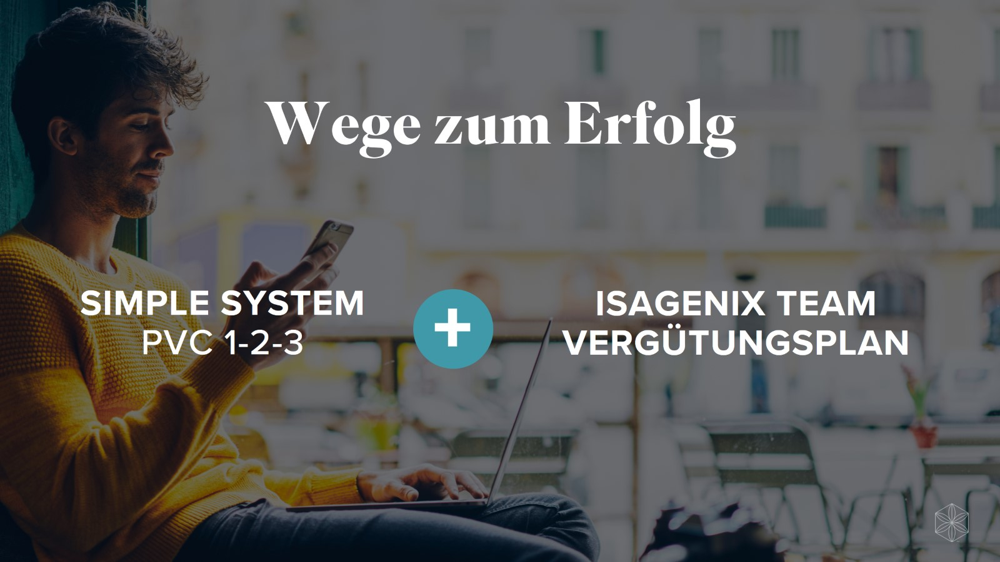 Wege zum Erfolg
SIMPLE SYSTEM
PVC 1-2-3
+
ISAGENIX TEAM
VERGÜTUNGSPLAN